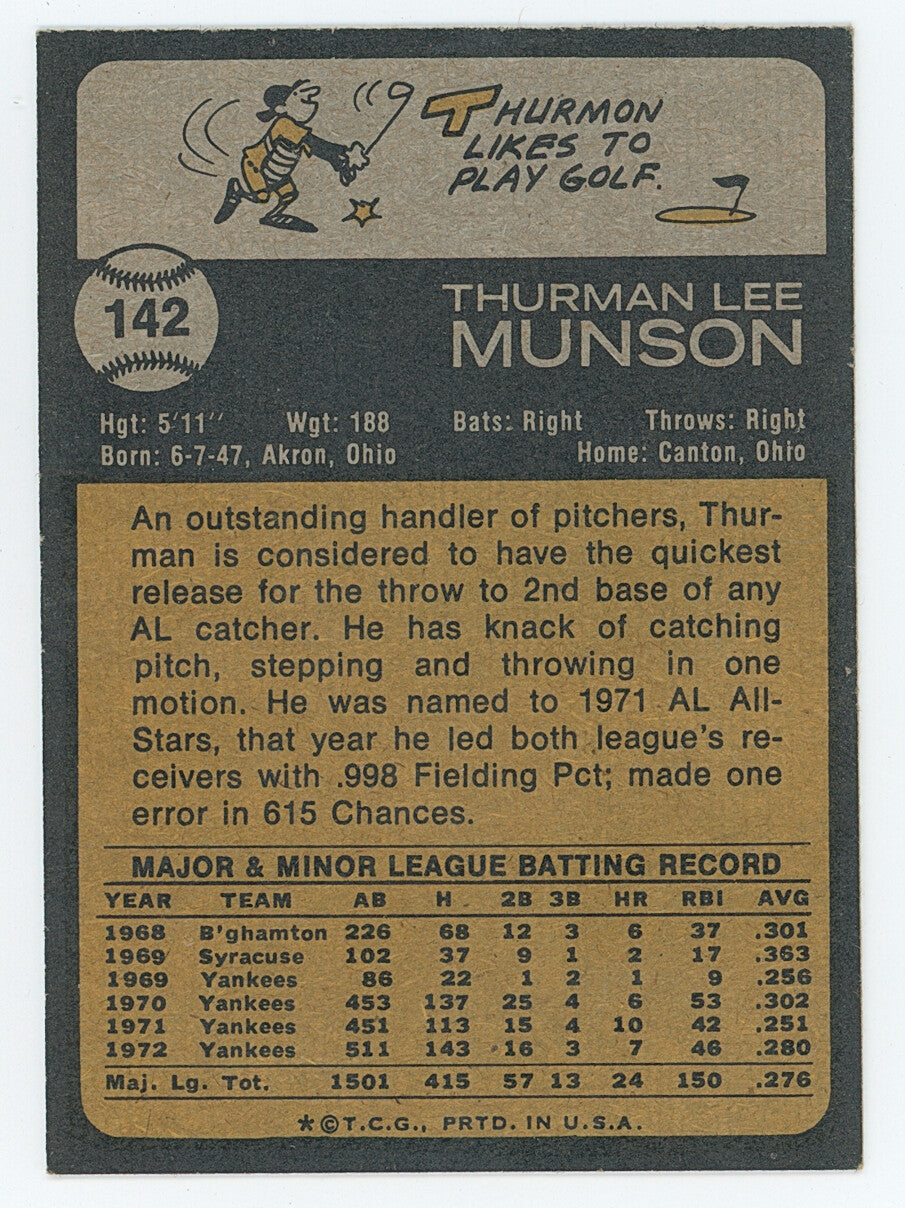 THURMON
LIKES TO
PLAY GOLF.
142
THURMAN LEE
MUNSON
Hgt: 5'11" Wgt: 188 Bats: Right Throws: Right
Born: 6-7-47, Akron, Ohio Home: Canton, Ohio
An outstanding handler of pitchers, Thur-
man is considered to have the quickest
release for the throw to 2nd base of any
AL catcher. He has knack of catching
pitch, stepping and throwing in one
motion. He was named to 1971 AL All-
Stars, that year he led both league's re-
ceivers with .998 Fielding Pct; made one
error in 615 Chances.
MAJOR & MINOR LEAGUE BATTING RECORD
YEAR TEAM AB H 2B 3B HR RBI AVG
1968 B'ghamton 226 68 12 3 6 37 .301
1969 Syracuse 102 37 9 1 2 17 .363
1969 Yankees 86 22 1 2 1 9 .256
1970 Yankees 453 137 25 4 6 53 .302
1971 Yankees 451 113 15 4 10 42 .251
1972 Yankees 511 143 16 3 7 46 .280
Maj. Lg. Tot. 1501 415 57 13 24 150 .276
*©T.C.G., PRTD. IN U.S.A.